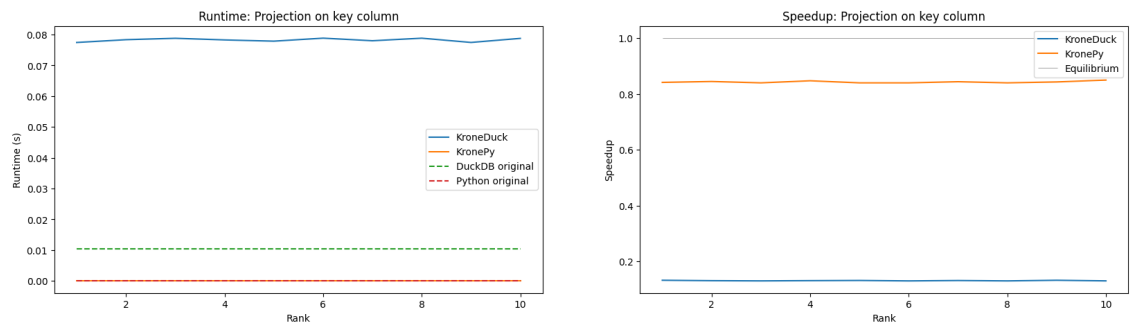 Runtime: Projection on key column
0.08
0.07
0.06
0.05
0.04
0.03
0.02
0.01
0.00
Runtime (s)
KroneDuck
KronePy
DuckDB original
Python original
2
4
6
8
10
Rank
Speedup: Projection on key column
1.0
0.8
0.6
0.4
0.2
Speedup
KroneDuck
KronePy
Equilibrium
2
4
6
8
10
Rank